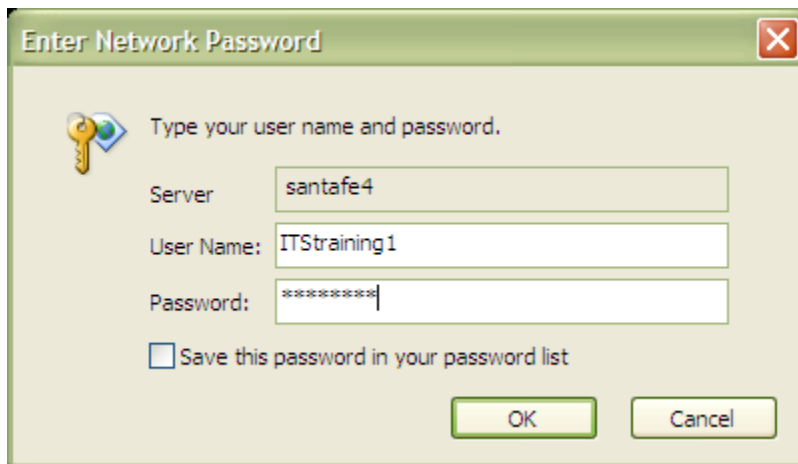 Enter Network Password
Type your user name and password.
Server santafe4
User Name: ITStraining1
Password: ********
Save this password in your password list
OK Cancel